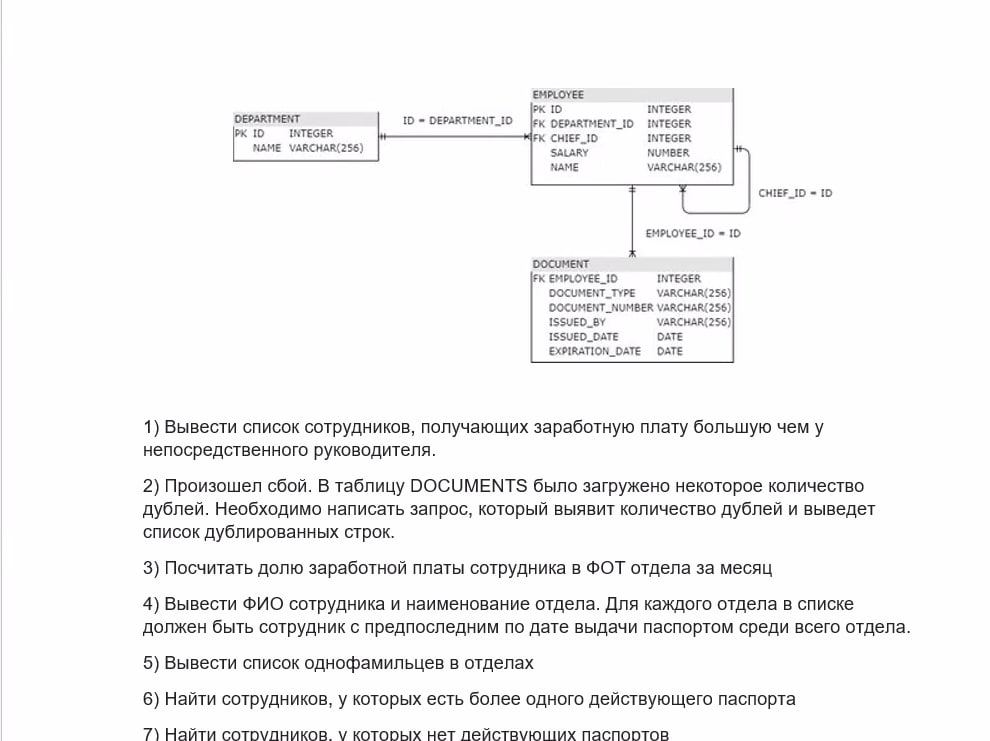 DEPARTMENT
PK ID INTEGER
NAME VARCHAR(256)
ID = DEPARTMENT_ID
EMPLOYEE
PK ID INTEGER
FK DEPARTMENT_ID INTEGER
FK CHIEF_ID INTEGER
SALARY NUMBER
NAME VARCHAR(256)
CHIEF_ID = ID
EMPLOYEE_ID = ID
DOCUMENT
FK EMPLOYEE_ID INTEGER
DOCUMENT_TYPE VARCHAR(256)
DOCUMENT_NUMBER VARCHAR(256)
ISSUED_BY VARCHAR(256)
ISSUED_DATE DATE
EXPIRATION_DATE DATE
1) Вывести список сотрудников, получающих заработную плату большую чем у
непосредственного руководителя.
2) Произошел сбой. В таблицу DOCUMENTS было загружено некоторое количество
дублей. Необходимо написать запрос, который выявит количество дублей и выведет
список дублированных строк.
3) Посчитать долю заработной платы сотрудника в ФОТ отдела за месяц
4) Вывести ФИО сотрудника и наименование отдела. Для каждого отдела в списке
должен быть сотрудник с предпоследним по дате выдачи паспортом среди всего отдела.
5) Вывести список однофамильцев в отделах
6) Найти сотрудников, у которых есть более одного действующего паспорта
7) Найти сотрудников, у которых нет действующих паспортов